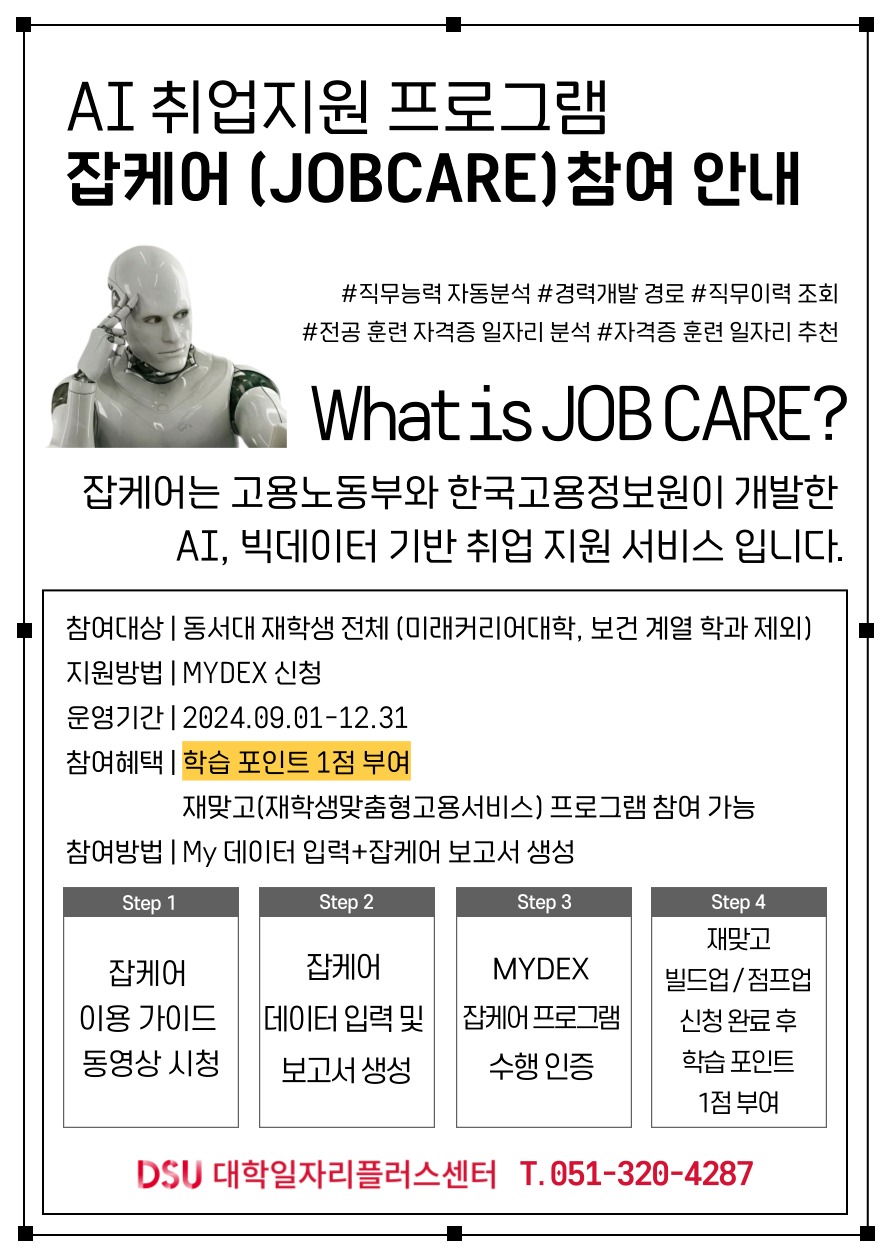 AI 취업지원 프로그램
잡케어 (JOBCARE)참여 안내
#직무능력 자동분석 #경력개발 경로 #직무이력 조회
#전공 훈련 자격증 일자리 분석 #자격증 훈련 일자리 추천
What is JOB CARE?
잡케어는 고용노동부와 한국고용정보원이 개발한
AI, 빅데이터 기반 취업 지원 서비스 입니다.
참여대상 | 동서대 재학생 전체 (미래커리어대학, 보건 계열 학과 제외)
지원방법 | MYDEX 신청
운영기간 | 2024.09.01-12.31
참여혜택 | 학습 포인트 1점 부여
재맞고(재학생맞춤형고용서비스) 프로그램 참여 가능
참여방법 | My 데이터 입력+잡케어 보고서 생성
Step 1
잡케어
이용 가이드
동영상 시청
Step 2
잡케어
데이터 입력 및
보고서 생성
Step 3
MYDEX
잡케어 프로그램
수행 인증
Step 4
재맞고
빌드업 / 점프업
신청 완료 후
학습 포인트
1점 부여
DSU 대학일자리플러스센터 T. 051-320-4287